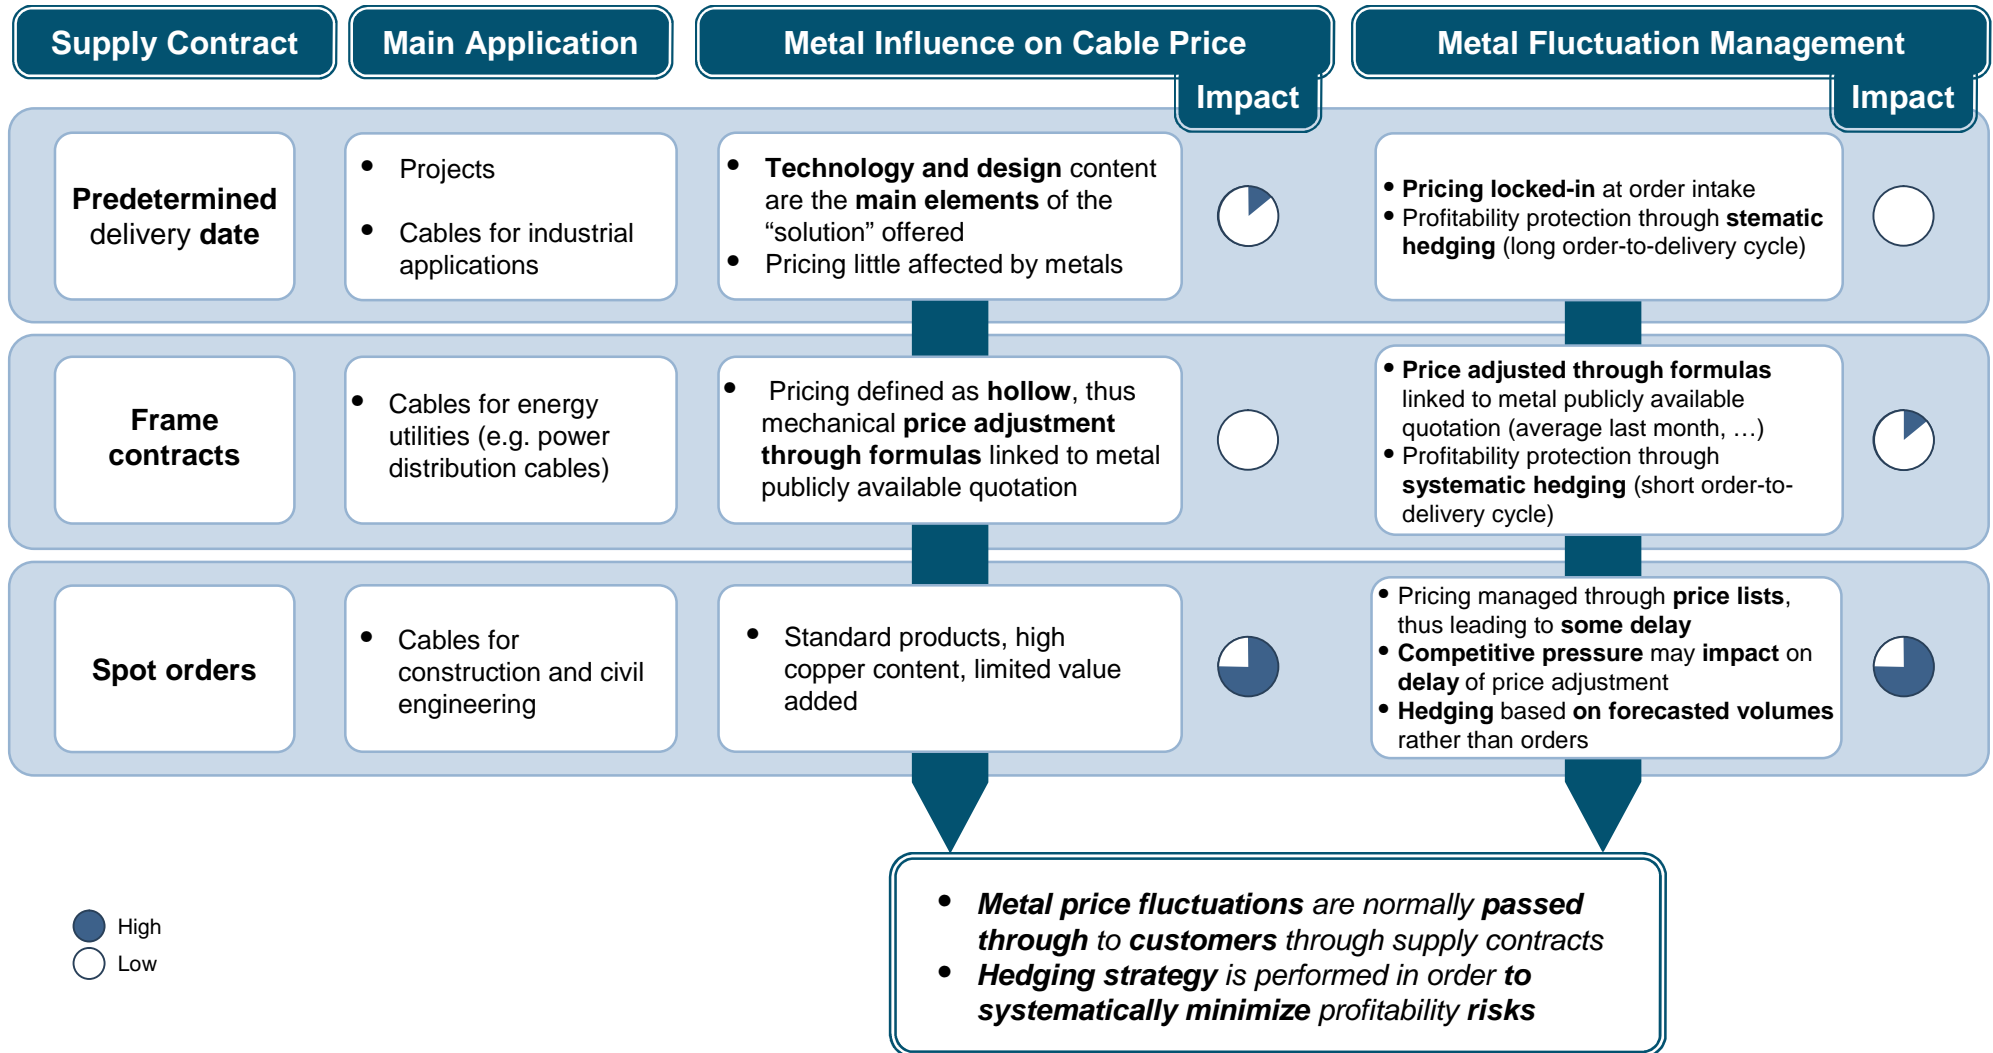 Supply Contract
Main Application
Metal Influence on Cable Price
Impact
Metal Fluctuation Management
Impact
Predetermined
delivery date
• Projects
• Cables for industrial
applications
• Technology and design content
are the main elements of the
“solution” offered
• Pricing little affected by metals
• Pricing locked-in at order intake
• Profitability protection through stematic
hedging (long order-to-delivery cycle)
Frame
contracts
• Cables for energy
utilities (e.g. power
distribution cables)
• Pricing defined as hollow, thus
mechanical price adjustment
through formulas linked to metal
publicly available quotation
• Price adjusted through formulas
linked to metal publicly available
quotation (average last month, …)
• Profitability protection through
systematic hedging (short order-to-
delivery cycle)
Spot orders
• Cables for
construction and civil
engineering
• Standard products, high
copper content, limited value
added
• Pricing managed through price lists,
thus leading to some delay
• Competitive pressure may impact on
delay of price adjustment
• Hedging based on forecasted volumes
rather than orders
High
Low
• Metal price fluctuations are normally passed
through to customers through supply contracts
• Hedging strategy is performed in order to
systematically minimize profitability risks